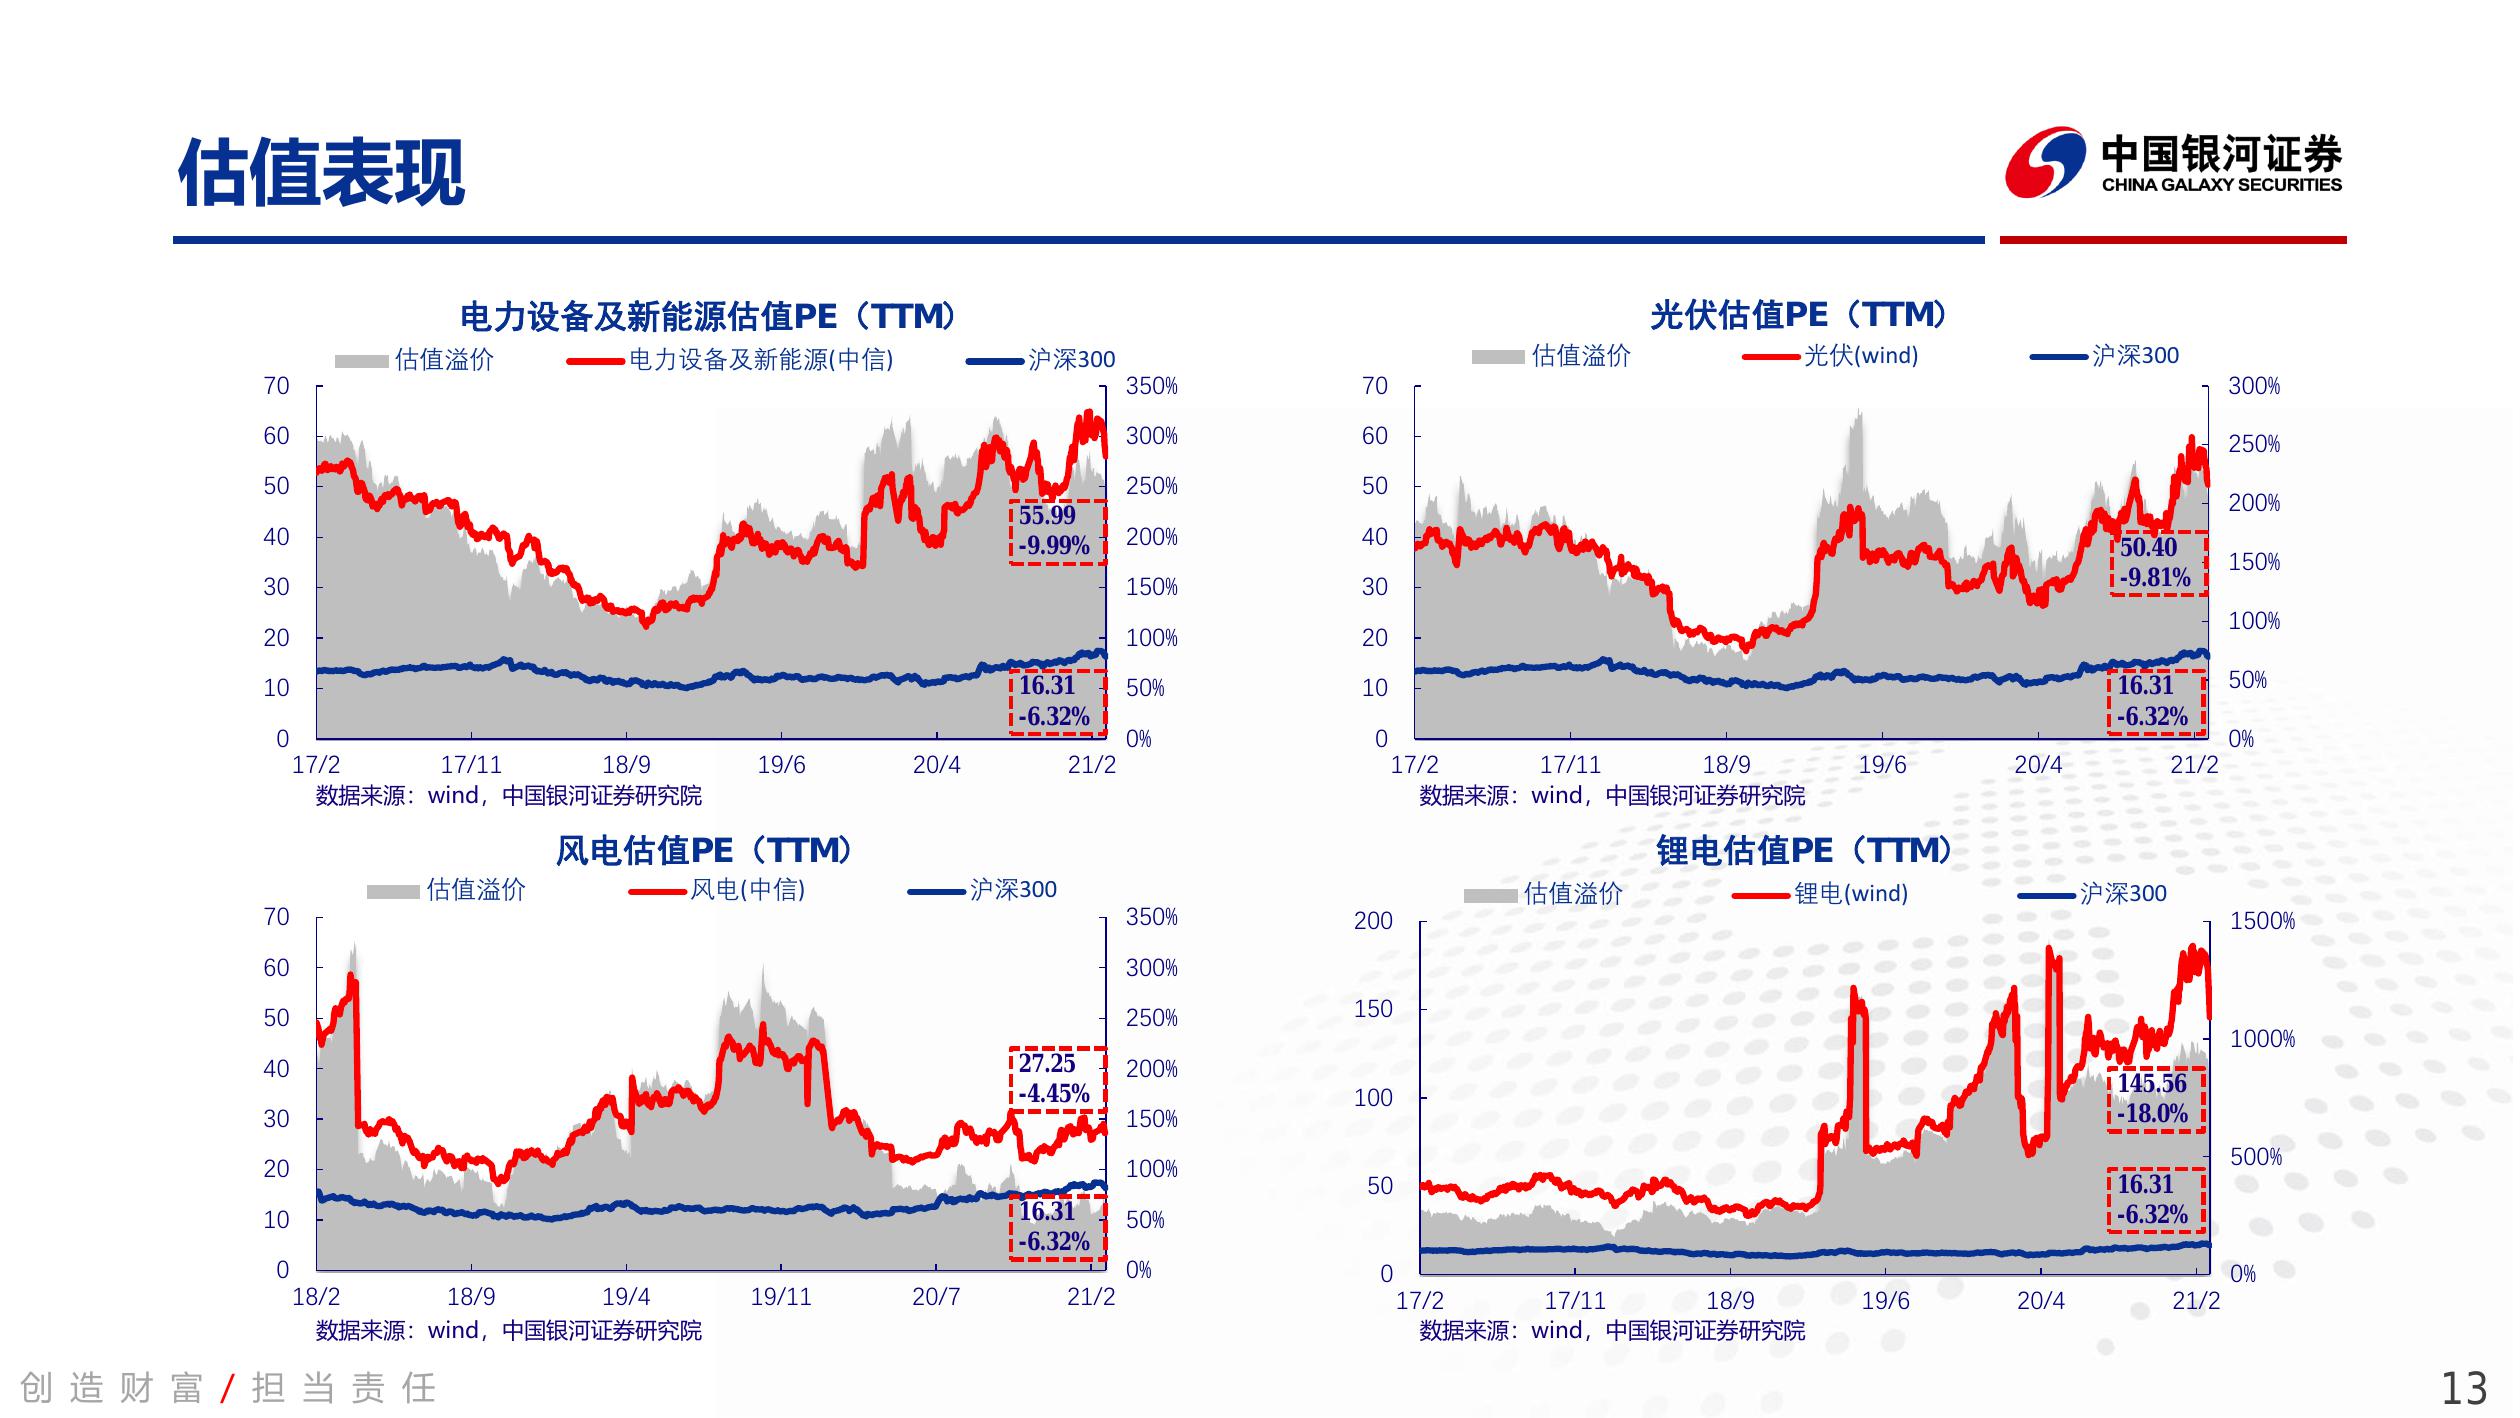 估值表现
中国银河证券
CHINA GALAXY SECURITIES
电力设备及新能源估值PE（TTM）
估值溢价 电力设备及新能源(中信) 沪深300
70 350%
60 300%
50 250%
40 200%
30 150%
20 100%
10 50%
0 0%
55.99
-9.99%
16.31
-6.32%
17/2 17/11 18/9 19/6 20/4 21/2
数据来源：wind，中国银河证券研究院
光伏估值PE（TTM）
估值溢价 光伏(wind) 沪深300
70
60
50
40
30
20
10
0
300%
250%
200%
150%
100%
50%
0%
50.40
-9.81%
16.31
-6.32%
17/2 17/11 18/9 19/6 20/4 21/2
数据来源：wind，中国银河证券研究院
风电估值PE（TTM）
估值溢价 风电(中信) 沪深300
70 350%
60 300%
50 250%
40 200%
30 150%
20 100%
10 50%
0 0%
27.25
-4.45%
16.31
-6.32%
18/2 18/9 19/4 19/11 20/7 21/2
数据来源：wind，中国银河证券研究院
锂电估值PE（TTM）
估值溢价 锂电(wind) 沪深300
200
150
100
50
0
1500%
1000%
500%
0%
145.56
-18.0%
16.31
-6.32%
17/2 17/11 18/9 19/6 20/4 21/2
数据来源：wind，中国银河证券研究院
创造财富/担当责任
13